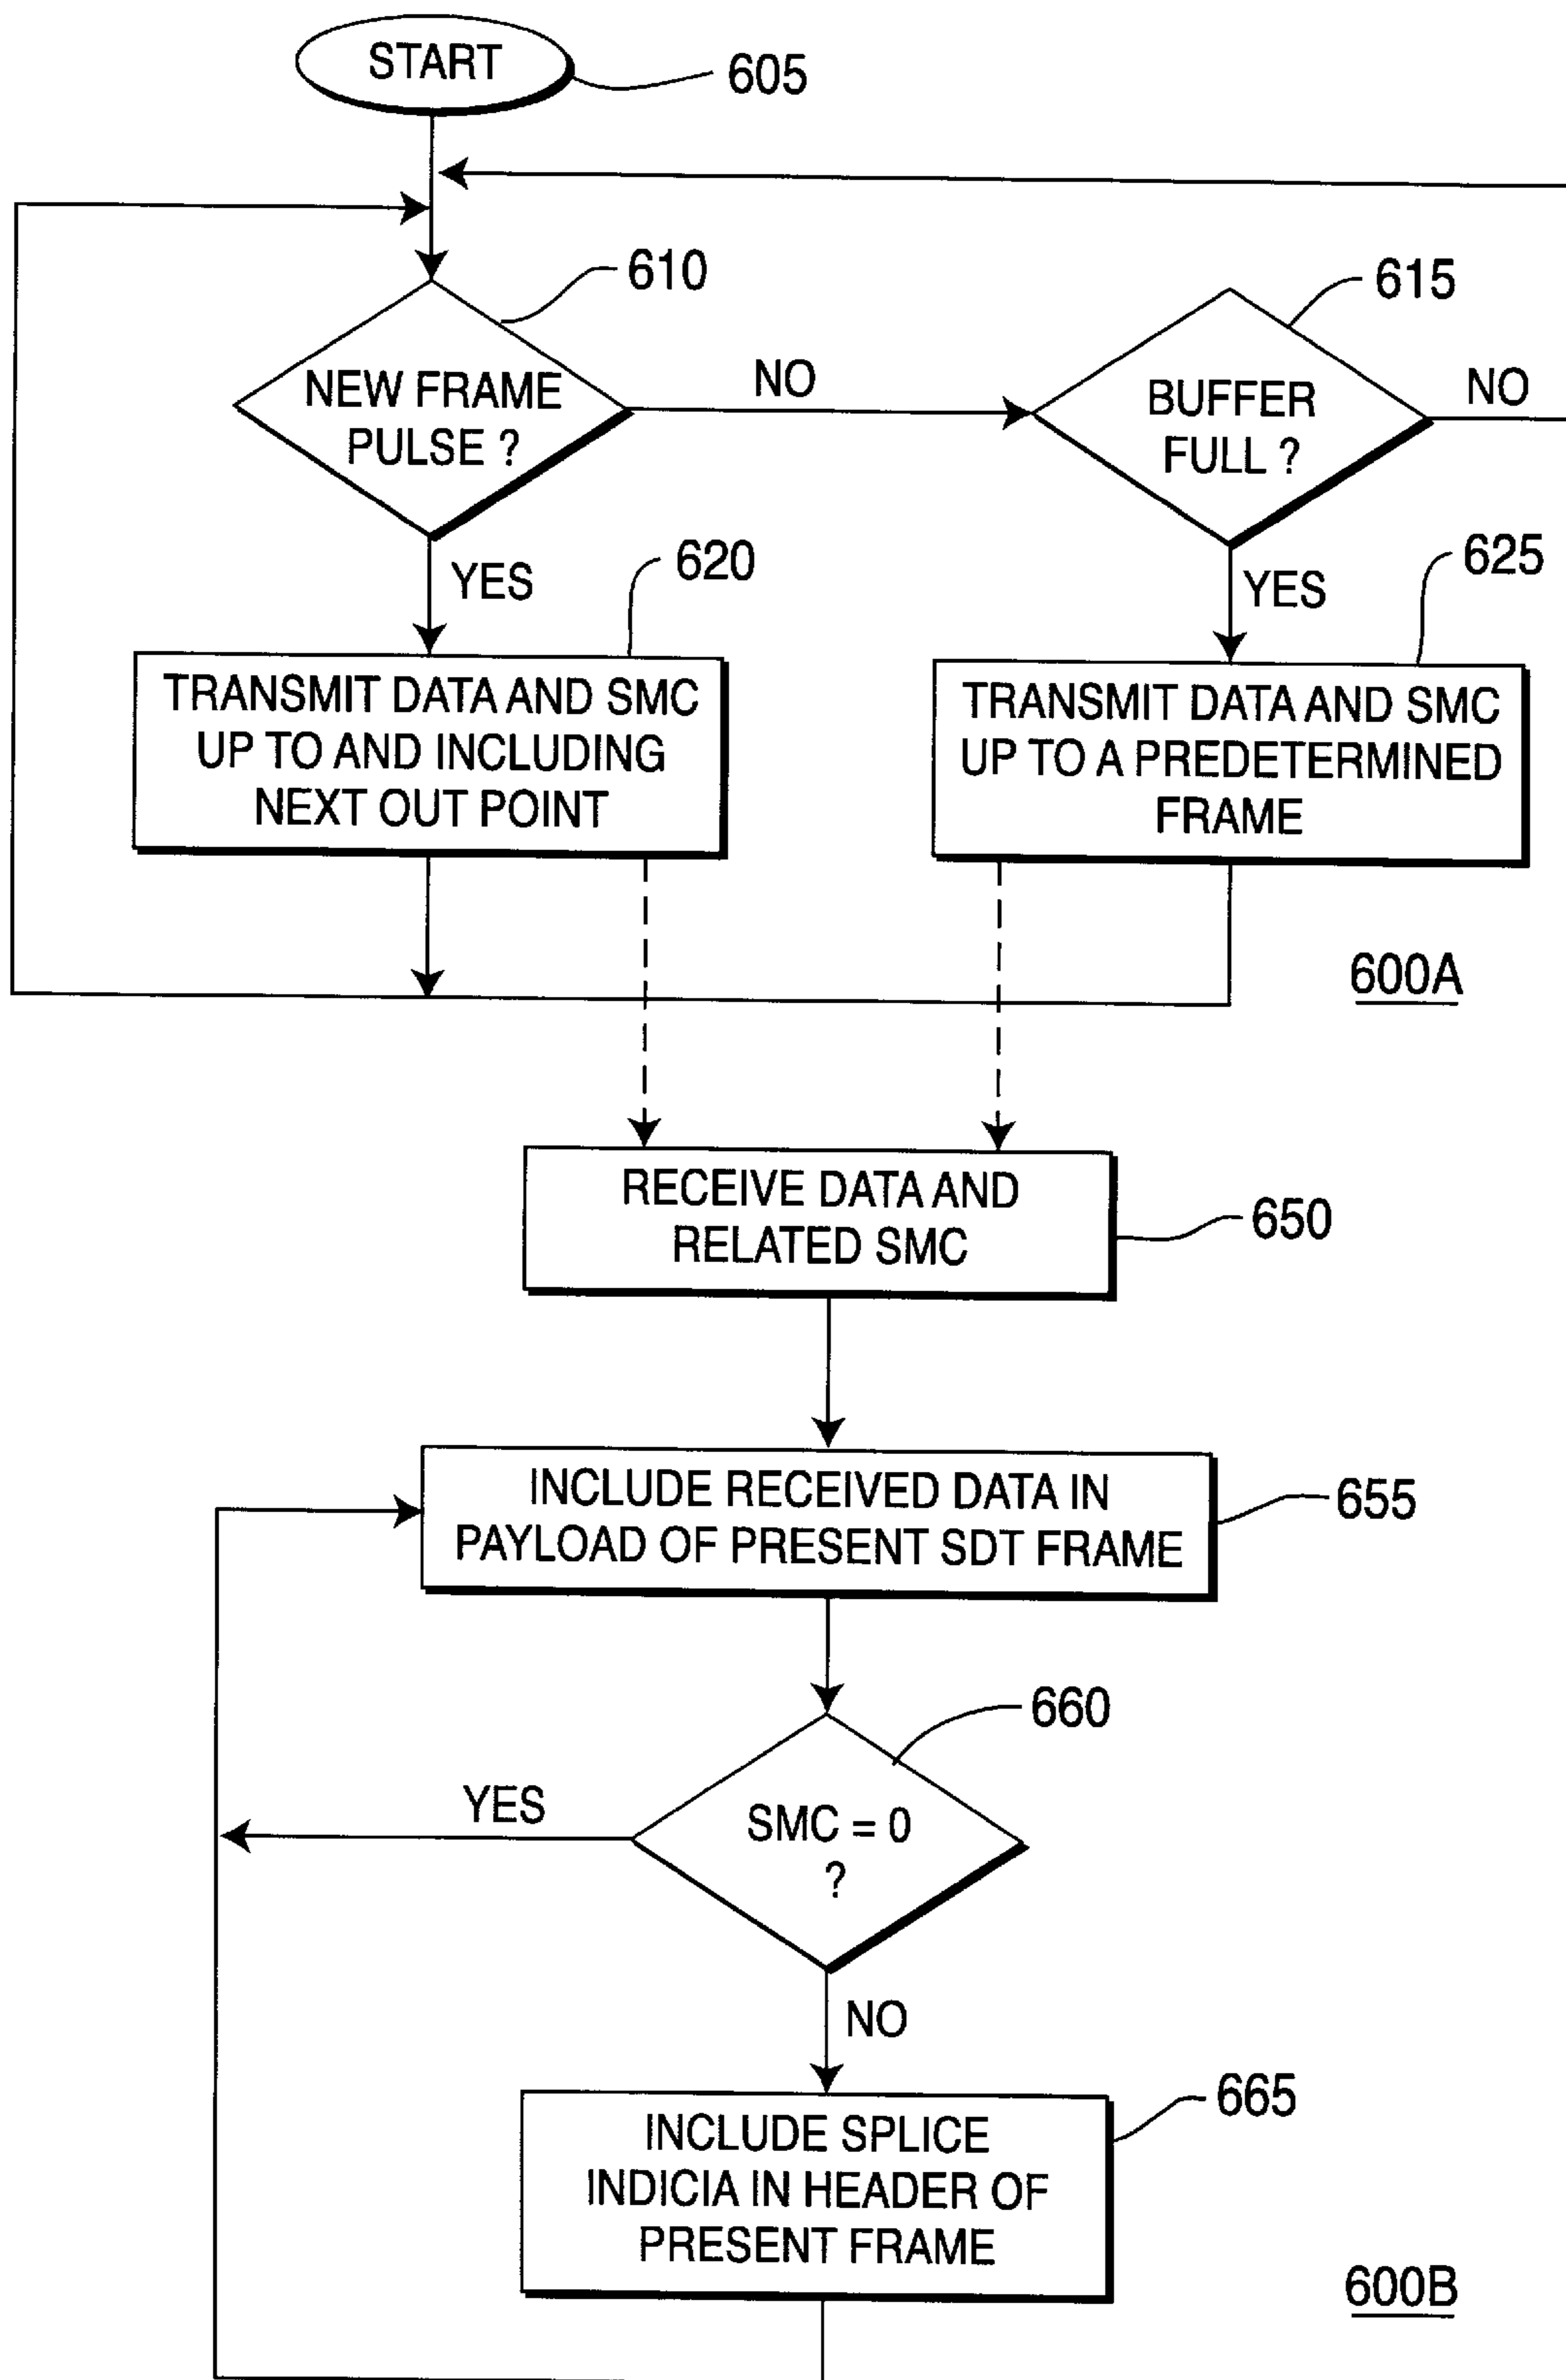 START
605
610
615
NEW FRAME
PULSE ?
NO
BUFFER
FULL ?
NO
YES
620
YES
625
TRANSMIT DATA AND SMC
UP TO AND INCLUDING
NEXT OUT POINT
TRANSMIT DATA AND SMC
UP TO A PREDETERMINED
FRAME
600A
RECEIVE DATA AND
RELATED SMC
650
INCLUDE RECEIVED DATA IN
PAYLOAD OF PRESENT SDT FRAME
655
660
YES
SMC = 0
?
NO
665
INCLUDE SPLICE
INDICIA IN HEADER OF
PRESENT FRAME
600B